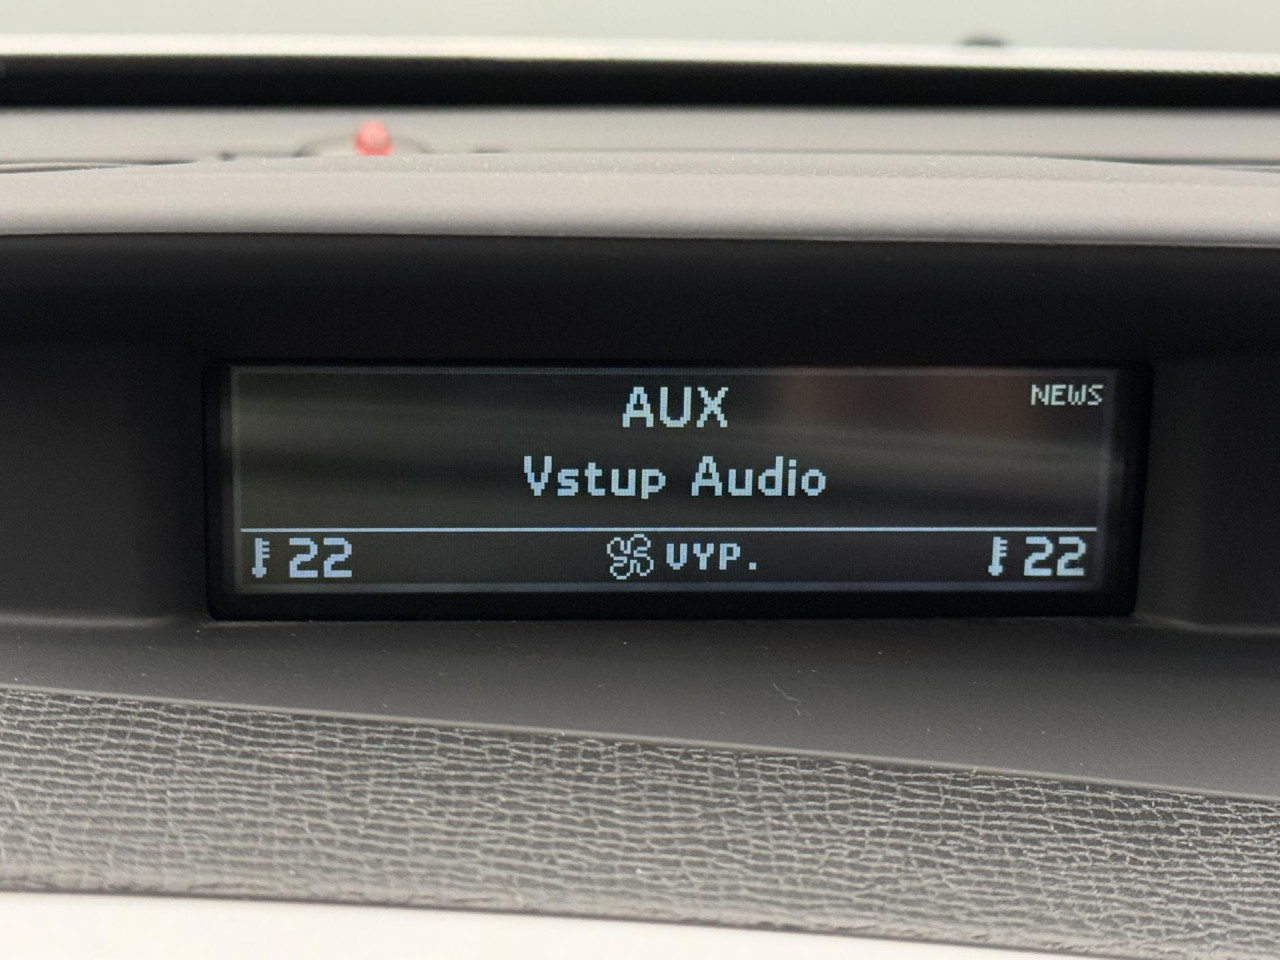 AUX
NEWS
Vstup Audio
22 VYP. 22